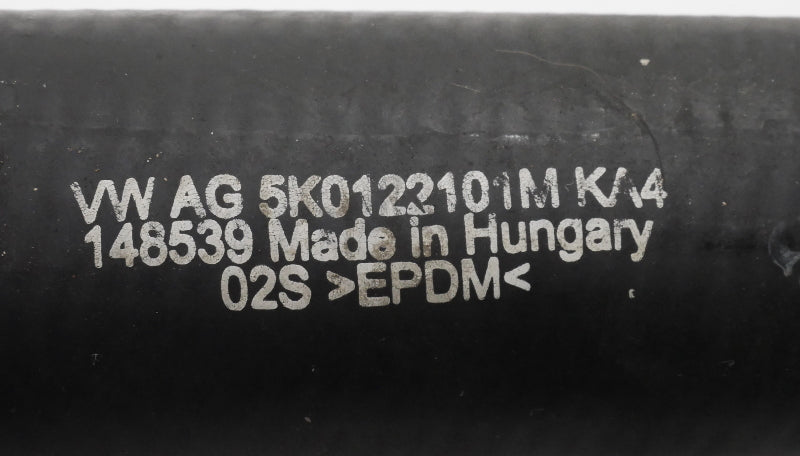 VW AG 5K0122101M KA4
148539 Made in Hungary
02S >EPDM<